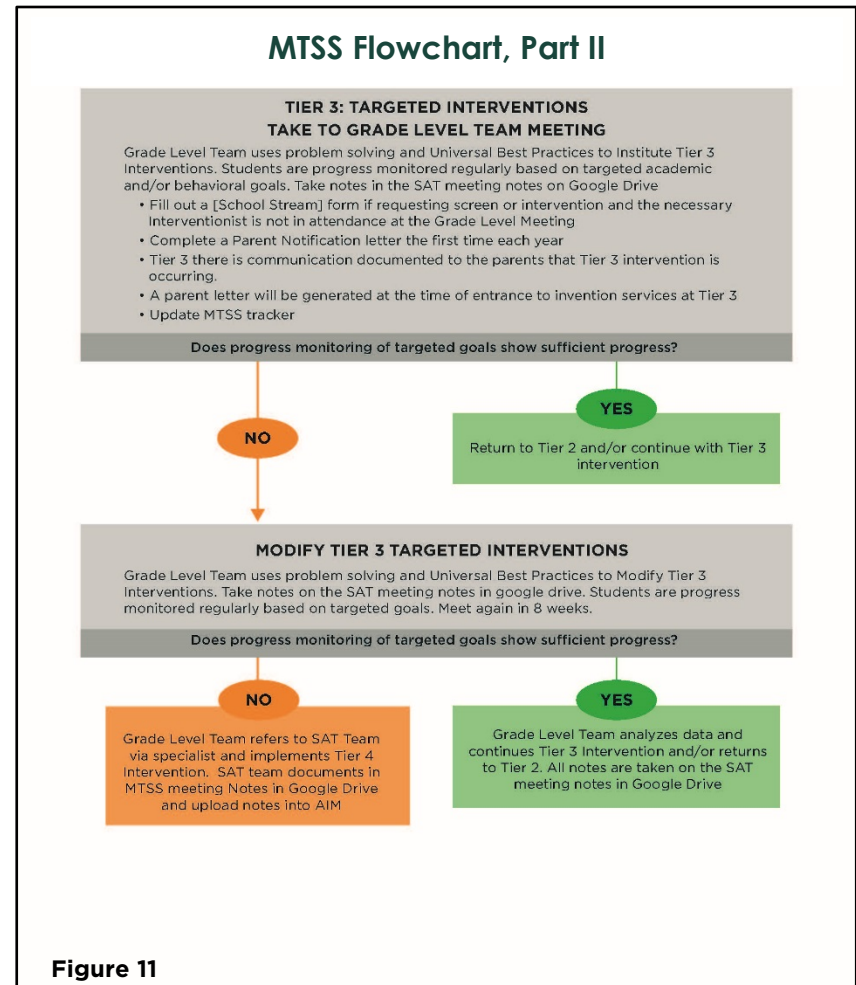 MTSS Flowchart, Part II
TIER 3: TARGETED INTERVENTIONS
TAKE TO GRADE LEVEL TEAM MEETING
Grade Level Team uses problem solving and Universal Best Practices to Institute Tier 3
Interventions. Students are progress monitored regularly based on targeted academic
and/or behavioral goals. Take notes in the SAT meeting notes on Google Drive
• Fill out a [School Stream] form if requesting screen or intervention and the necessary
Interventionist is not in attendance at the Grade Level Meeting
• Complete a Parent Notification letter the first time each year
• Tier 3 there is communication documented to the parents that Tier 3 intervention is
occurring.
• A parent letter will be generated at the time of entrance to invention services at Tier 3
• Update MTSS tracker
Does progress monitoring of targeted goals show sufficient progress?
NO
YES
Return to Tier 2 and/or continue with Tier 3
intervention
MODIFY TIER 3 TARGETED INTERVENTIONS
Grade Level Team uses problem solving and Universal Best Practices to Modify Tier 3
Interventions. Take notes on the SAT meeting notes in google drive. Students are progress
monitored regularly based on targeted goals. Meet again in 8 weeks.
Does progress monitoring of targeted goals show sufficient progress?
NO
Grade Level Team refers to SAT Team
via specialist and implements Tier 4
Intervention. SAT team documents in
MTSS meeting Notes in Google Drive
and upload notes into AIM
YES
Grade Level Team analyzes data and
continues Tier 3 Intervention and/or returns
to Tier 2. All notes are taken on the SAT
meeting notes in Google Drive
Figure 11